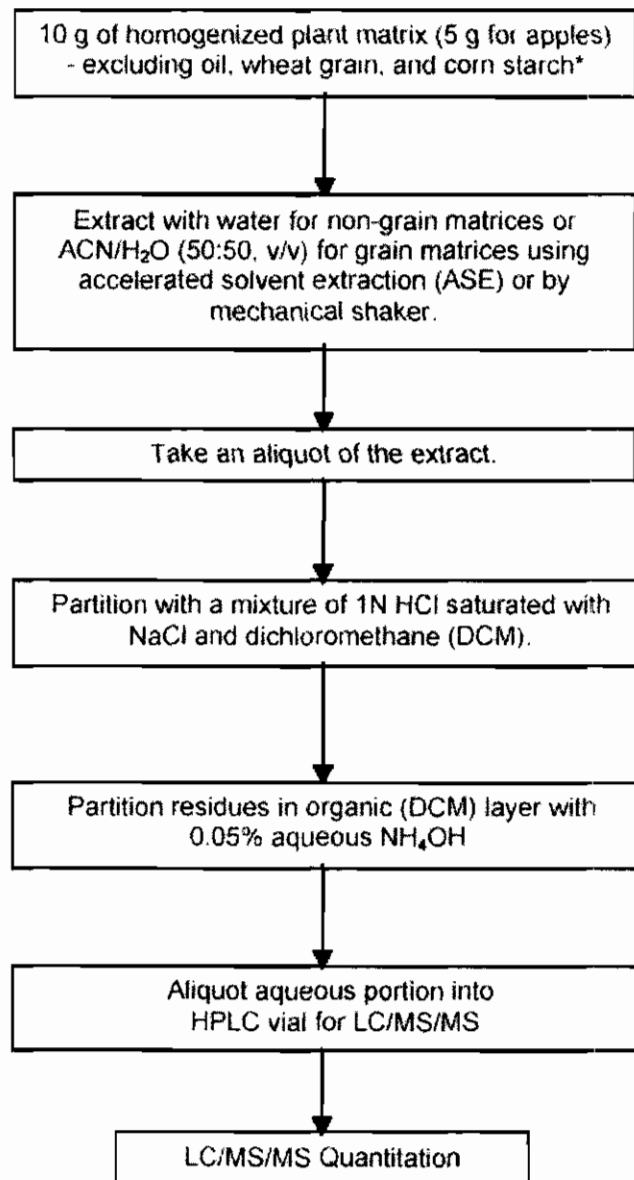 10 g of homogenized plant matrix (5 g for apples)
- excluding oil, wheat grain, and corn starch*
Extract with water for non-grain matrices or
ACN/H₂O (50:50, v/v) for grain matrices using
accelerated solvent extraction (ASE) or by
mechanical shaker.
Take an aliquot of the extract.
Partition with a mixture of 1N HCl saturated with
NaCl and dichloromethane (DCM).
Partition residues in organic (DCM) layer with
0.05% aqueous NH₄OH
Aliquot aqueous portion into
HPLC vial for LC/MS/MS
LC/MS/MS Quantitation